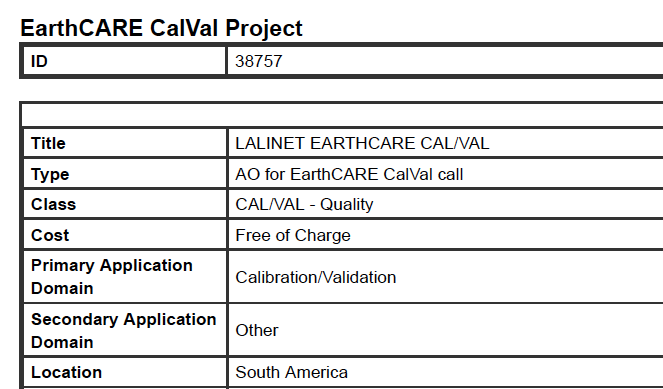 EarthCARE CalVal Project
ID 38757
Title LALINET EARTHCARE CAL/VAL
Type AO for EarthCARE CalVal call
Class CAL/VAL - Quality
Cost Free of Charge
Primary Application
Domain Calibration/Validation
Secondary Application
Domain Other
Location South America